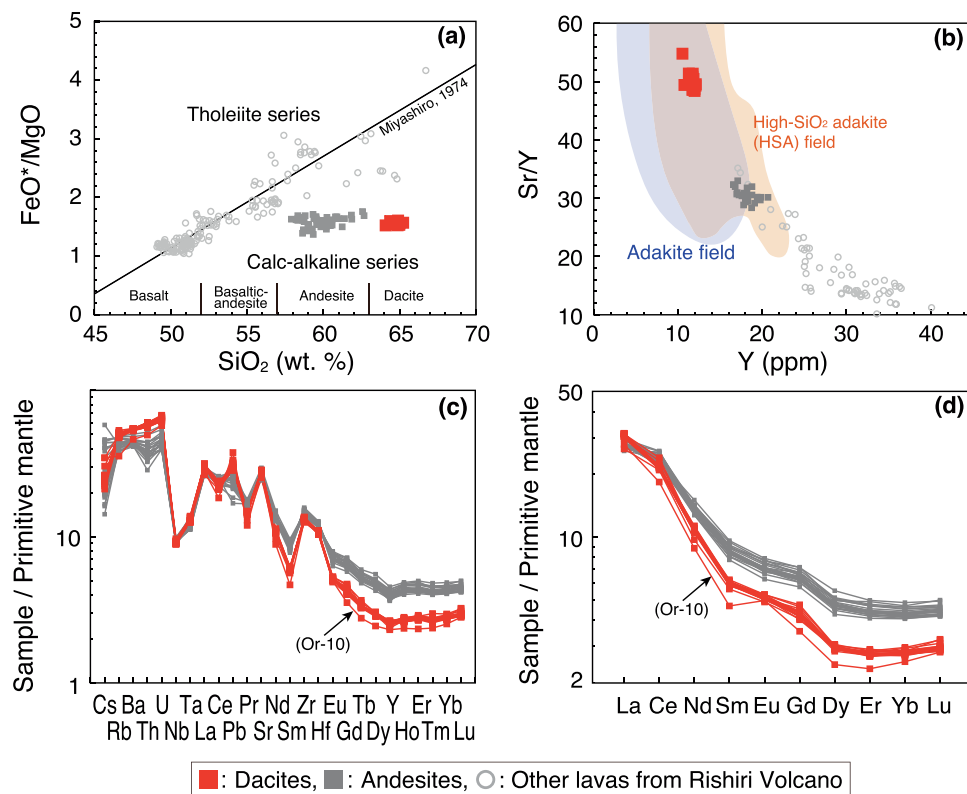 (a)
5
4
3
2
1
0
FeO*/MgO
Tholeiite series
Miyashiro, 1974
Calc-alkaline series
Basalt
Basaltic-
andesite
Andesite
Dacite
45 50 55 60 65 70
SiO₂ (wt. %)
(b)
60
50
40
30
20
10
Sr/Y
High-SiO₂ adakite
(HSA) field
Adakite field
0 10 20 30 40
Y (ppm)
(c)
10
1
Sample / Primitive mantle
(Or-10)
Cs Ba U Ta Ce Pr Nd Zr Eu Tb Y Er Yb
Rb Th Nb La Pb Sr Sm Hf Gd Dy Ho Tm Lu
(d)
50
10
2
Sample / Primitive mantle
(Or-10)
La Ce Nd Sm Eu Gd Dy Er Yb Lu
: Dacites, : Andesites, : Other lavas from Rishiri Volcano